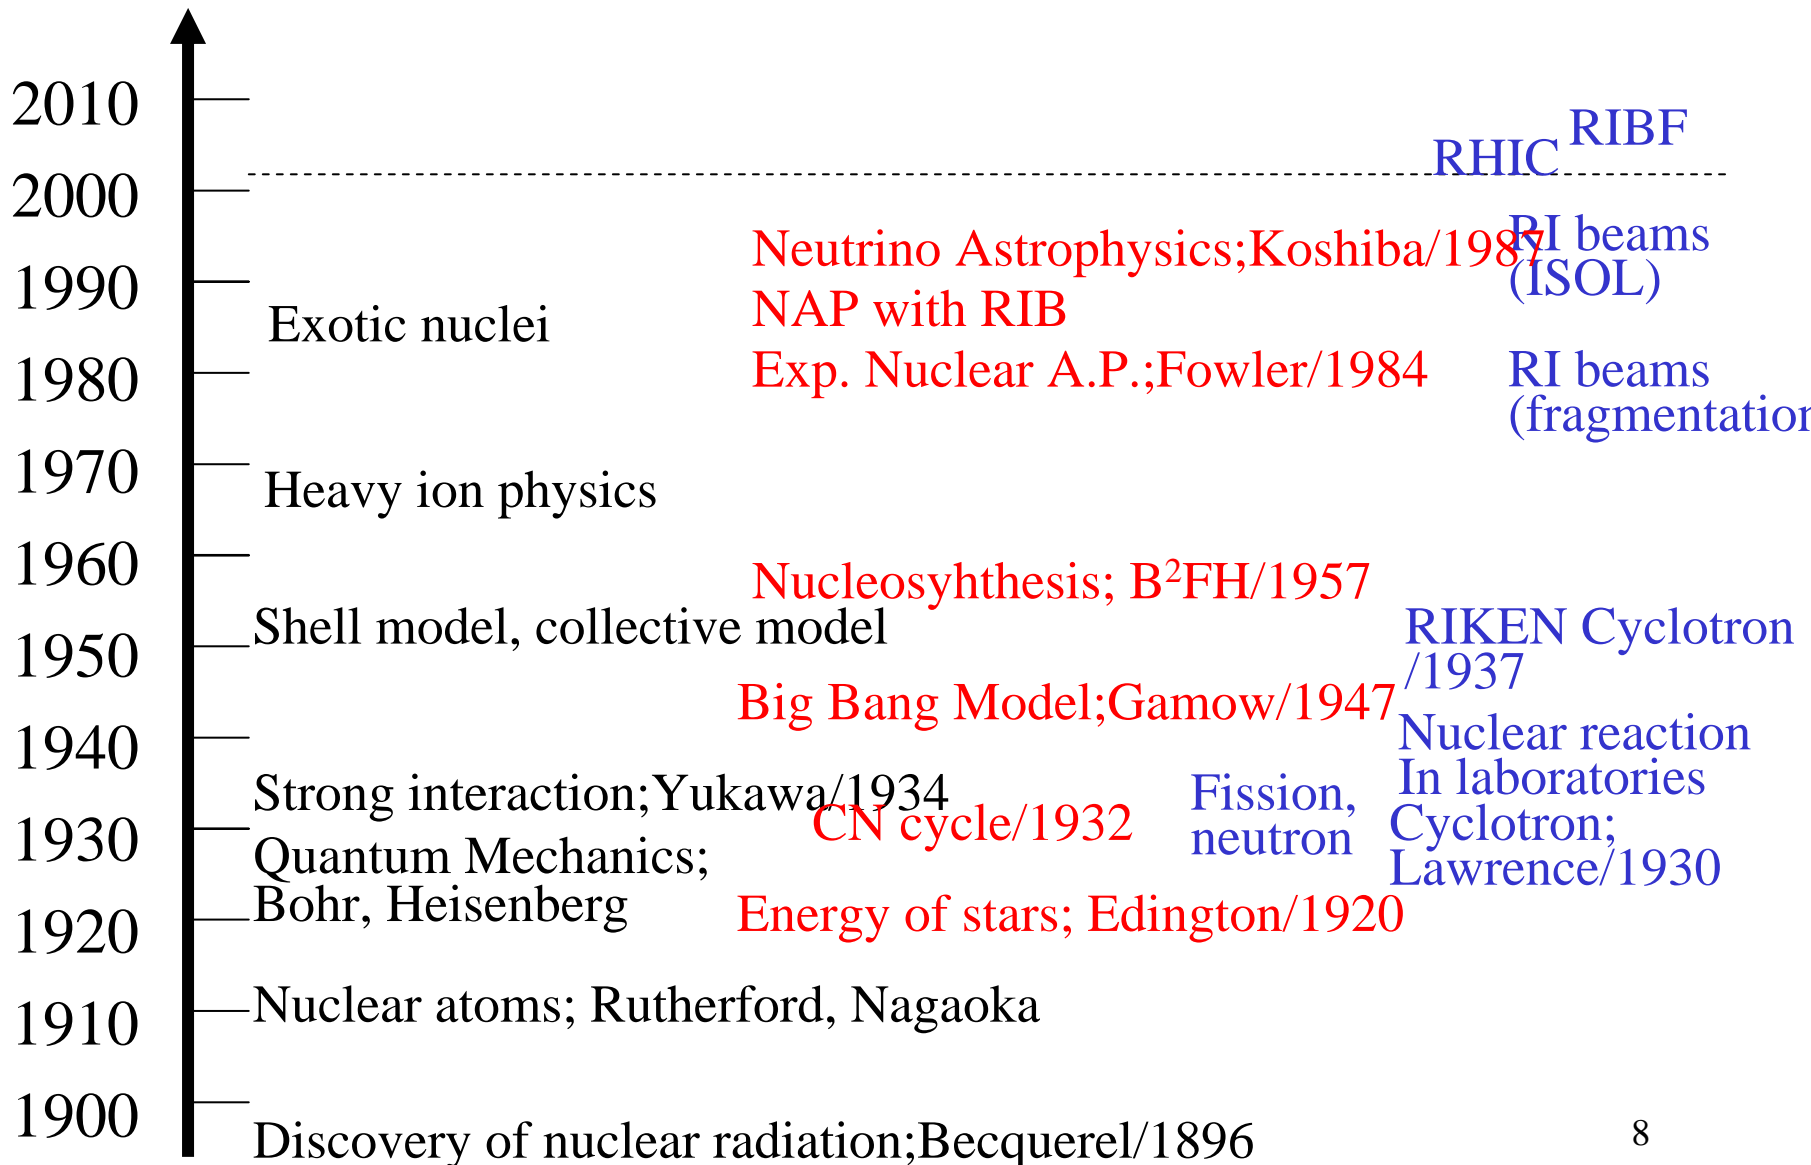 2010
RIBF
RHIC
2000
RI beams
(ISOL)
Neutrino Astrophysics;Koshiba/1987
1990
NAP with RIB
Exotic nuclei
1980
Exp. Nuclear A.P.;Fowler/1984
RI beams
(fragmentation
1970
Heavy ion physics
1960
Nucleosyhthesis; B²FH/1957
Shell model, collective model
RIKEN Cyclotron
/1937
1950
Big Bang Model;Gamow/1947
1940
Nuclear reaction
In laboratories
Strong interaction;Yukawa/1934
Fission,
neutron
CN cycle/1932
Cyclotron;
Lawrence/1930
1930
Quantum Mechanics;
Bohr, Heisenberg
1920
Energy of stars; Edington/1920
1910
Nuclear atoms; Rutherford, Nagaoka
1900
Discovery of nuclear radiation;Becquerel/1896
8